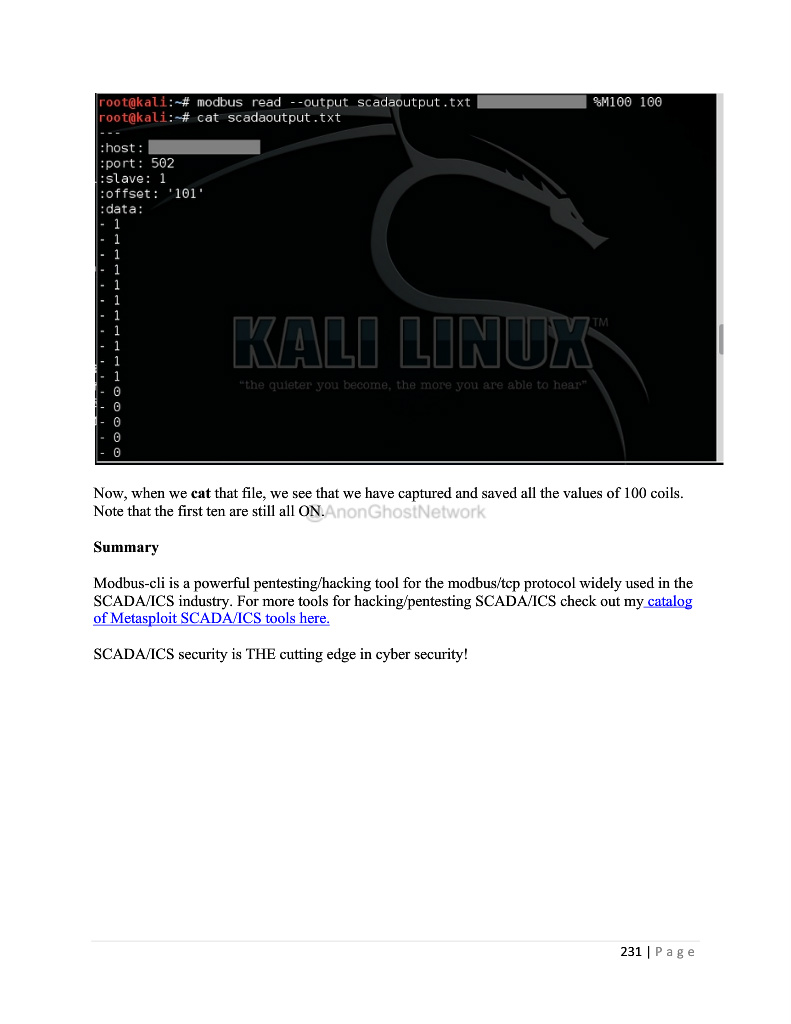 root@kali:~# modbus read --output scadaoutput.txt %M100 100
root@kali:~# cat scadaoutput.txt
---
:host:
:port: 502
:slave: 1
:offset: '101'
:data:
- 1
- 1
- 1
- 1
- 1
- 1
- 1
- 1
- 1
- 1
- 1
- 0
- 0
- 0
- 0
- 0
KALI LINUX™
"the quieter you become, the more you are able to hear"
Now, when we cat that file, we see that we have captured and saved all the values of 100 coils.
Note that the first ten are still all ON.
@AnonGhostNetwork
Summary
Modbus-cli is a powerful pentesting/hacking tool for the modbus/tcp protocol widely used in the
SCADA/ICS industry. For more tools for hacking/pentesting SCADA/ICS check out my catalog
of Metasploit SCADA/ICS tools here.
SCADA/ICS security is THE cutting edge in cyber security!
231 | Page